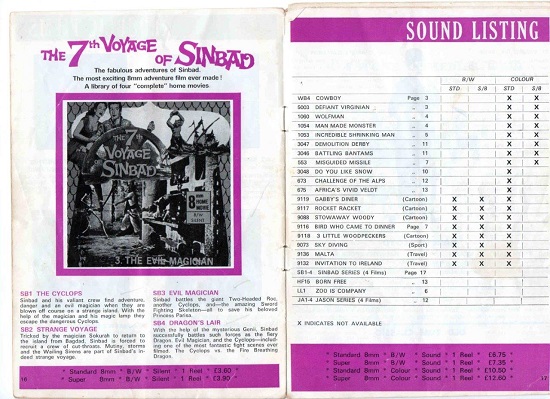 THE 7th VOYAGE OF SINBAD
The fabulous adventures of Sinbad.
The most exciting 8mm adventure film ever made !
A library of four "complete" home movies
THE 7th
VOYAGE
SINBAD
8 mm
HOME
MOVIE
3. THE EVIL MAGICIAN
SB1 THE CYCLOPS
Sinbad and his valiant crew find adventure,
danger and an evil magician when they are
blown off course on a strange island. With the
help of the magician and his magic lamp they
escape the dangerous Cyclops.
SB2 STRANGE VOYAGE
Tricked by the magician Sokurah to return to
the island from Bagdad, Sinbad is forced to
recruit a crew of cut-throats. Mutiny, storms
and the Wailing Sirens are part of Sinbad's in-
deed strange voyage.
SB3 EVIL MAGICIAN
Sinbad battles the giant Two-Headed Roc,
another Cyclops, and—the amazing Sword
Fighting Skeleton—all to save his beloved
Princess Parisa.
SB4 DRAGON'S LAIR
With the help of the mysterious Genii, Sinbad
successfully battles such forces as the fiery
Dragon, Evil Magician, and the Cyclops—includ-
ing one of the most fantastic fight scenes ever
filmed. The Cyclops vs. the Fire Breathing
Dragon.
* Standard 8mm * B/W * Silent * 1 Reel * £3.60 *
* Super 8mm * B/W * Silent * 1 Reel * £3.90 *
16
SOUND LISTING
B/W COLOUR
STD S/8 STD S/8
WB4 COWBOY Page 3 X X
5003 DEFIANT VIRGINIAN .. 3 X X
1060 WOLFMAN .. 4 X X
1054 MAN MADE MONSTER .. 4 X X
1053 INCREDIBLE SHRINKING MAN .. 5 X X
3047 DEMOLITION DERBY .. 11 X X
3046 BATTLING BANTAMS .. 11 X X
553 MISGUIDED MISSILE .. 7 X X
3048 DO YOU LIKE SNOW .. 10 X
673 CHALLENGE OF THE ALPS .. 12 X
675 AFRICA'S VIVID VELDT .. 13 X
9119 GABBY'S DINER (Cartoon) X X X
9117 ROCKET RACKET (Cartoon) X X X
9088 STOWAWAY WOODY (Cartoon) X X X
9116 BIRD WHO CAME TO DINNER Page 7 X X X
9118 3 LITTLE WOODPECKERS (Cartoon) X X X
9073 SKY DIVING (Sport) X X X
9136 MALTA (Travel) X X X
9132 INVITATION TO IRELAND (Travel) X X X
SB1-4 SINBAD SERIES (4 Films) Page 17
HF16 BORN FREE .. 13
LL1 ZOO IS COMPANY .. 6
JA1-4 JASON SERIES (4 Films) .. 12
X INDICATES NOT AVAILABLE
* Standard 8mm * B/W * Sound * 1 Reel * £6.75 *
* Super 8mm * B/W * Sound * 1 Reel * £7.35 *
* Standard 8mm * Colour * Sound * 1 Reel * £10.50 *
* Super 8mm * Colour * Sound * 1 Reel * £12.60 *
17